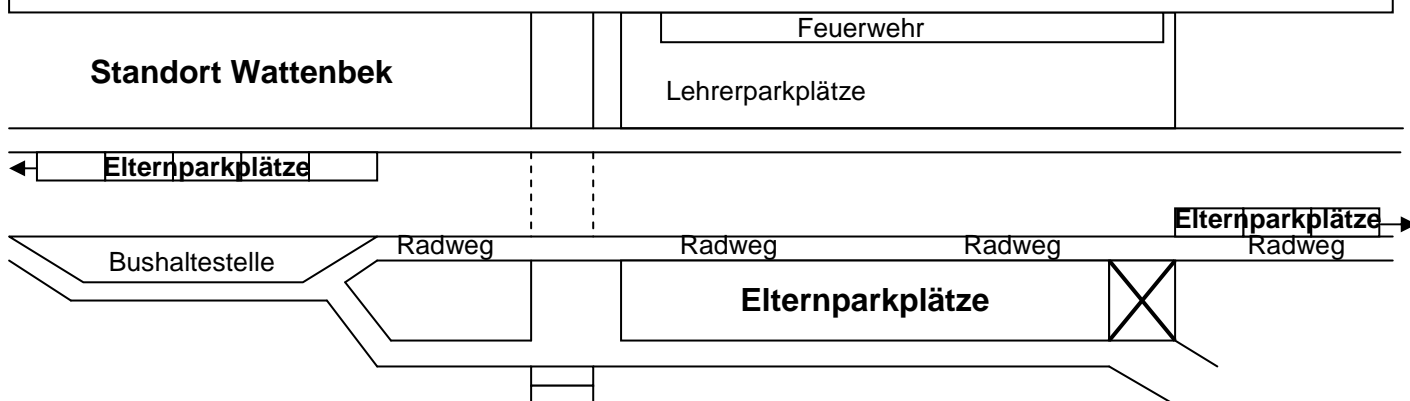 Feuerwehr
Standort Wattenbek
Lehrerparkplätze
Elternparkplätze
Elternparkplätze
Radweg
Radweg
Radweg
Radweg
Bushaltestelle
Elternparkplätze